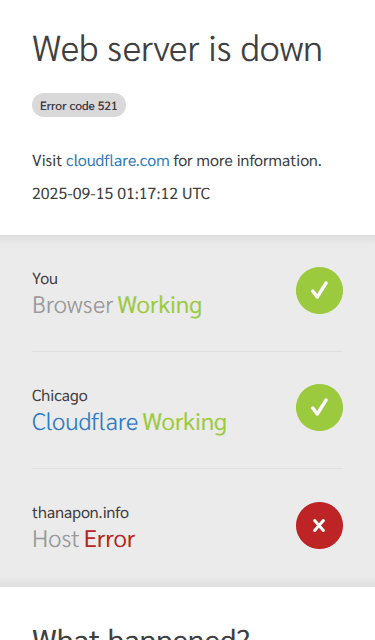 Web server is down
Error code 521
Visit cloudflare.com for more information.
2025-09-15 01:17:12 UTC
You
Browser Working
Chicago
Cloudflare Working
thanapon.info
Host Error
What happened?